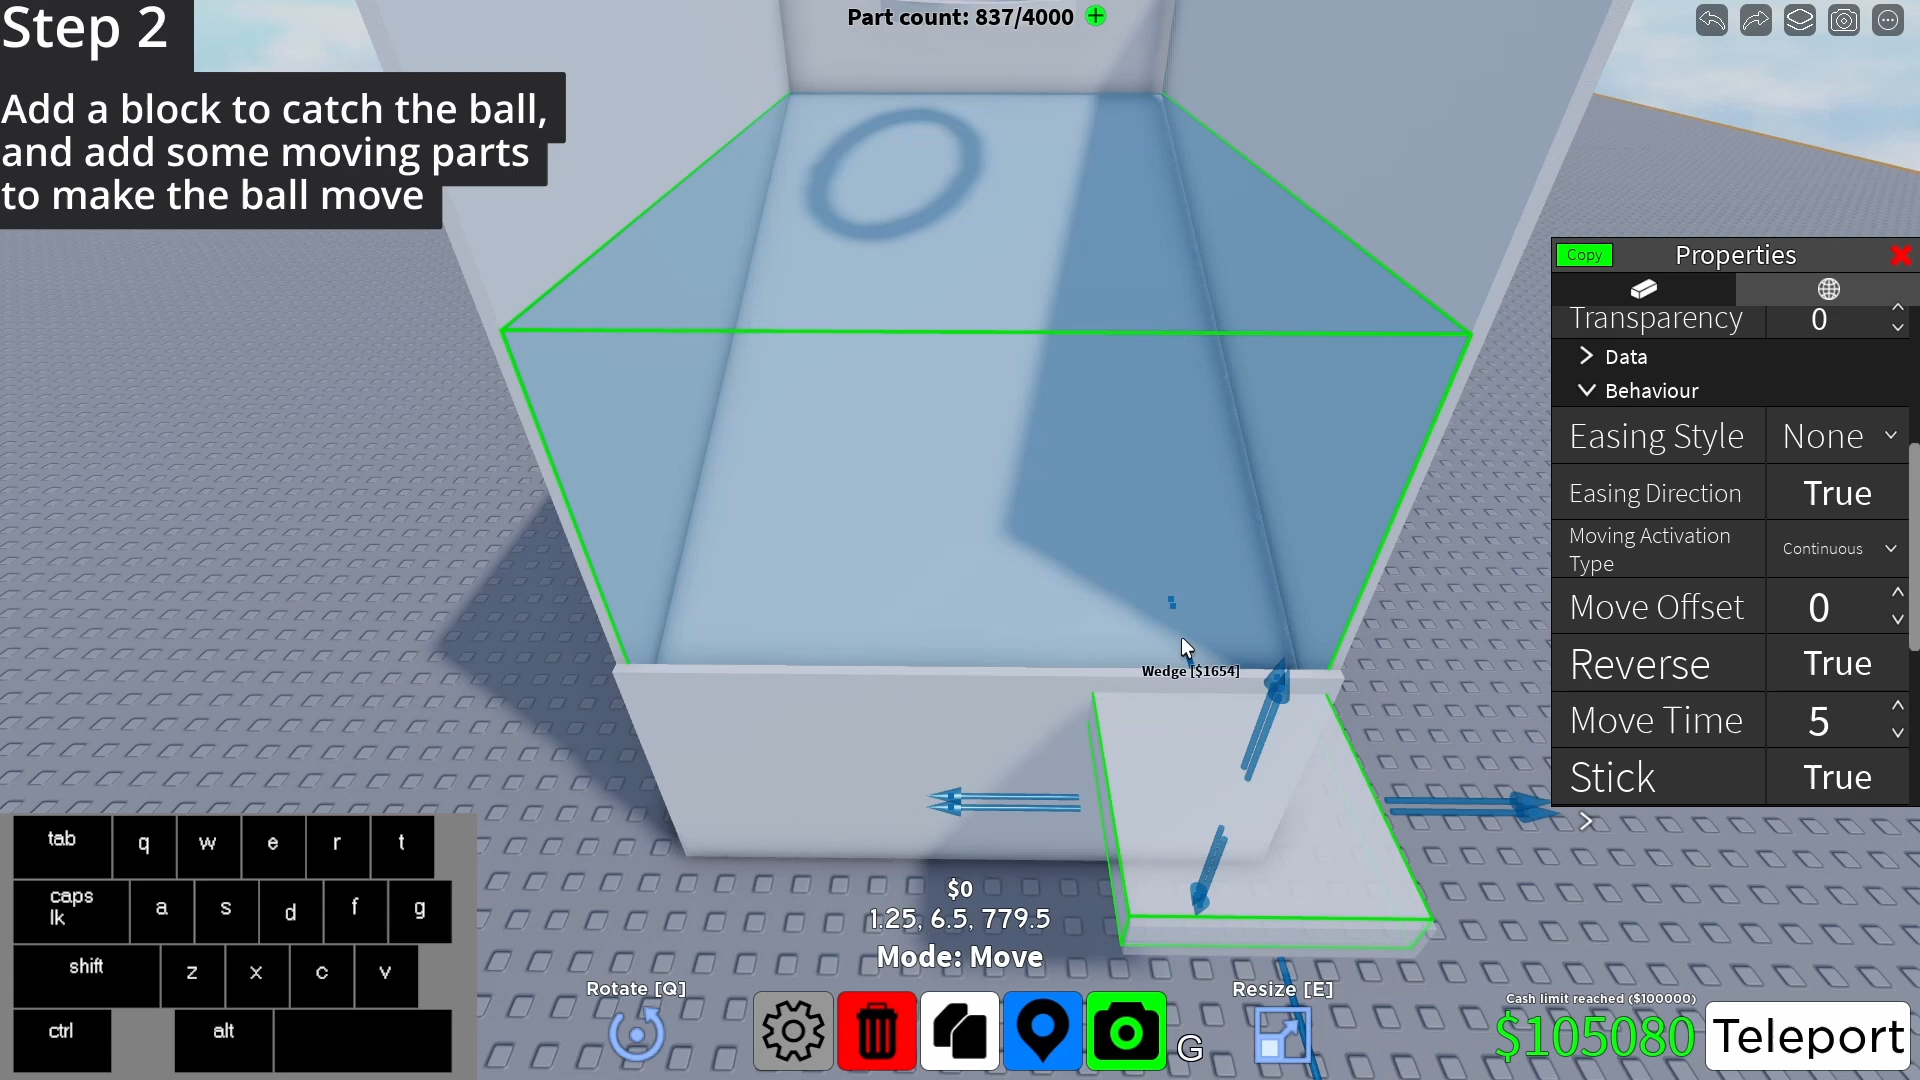 Step 2
Part count: 837/4000
Add a block to catch the ball,
and add some moving parts
to make the ball move
Copy
Properties
Transparency 0
Data
Behaviour
Easing Style None
Easing Direction True
Moving Activation
Type
Continuous
Move Offset 0
Reverse True
Move Time 5
Stick True
Wedge [$1654]
tab q w e r t
caps
lk
a s d f g
shift z x c v
ctrl alt
$0
1.25, 6.5, 779.5
Mode: Move
Rotate [Q]
G
Resize [E]
Cash limit reached ($100000)
$105080
Teleport